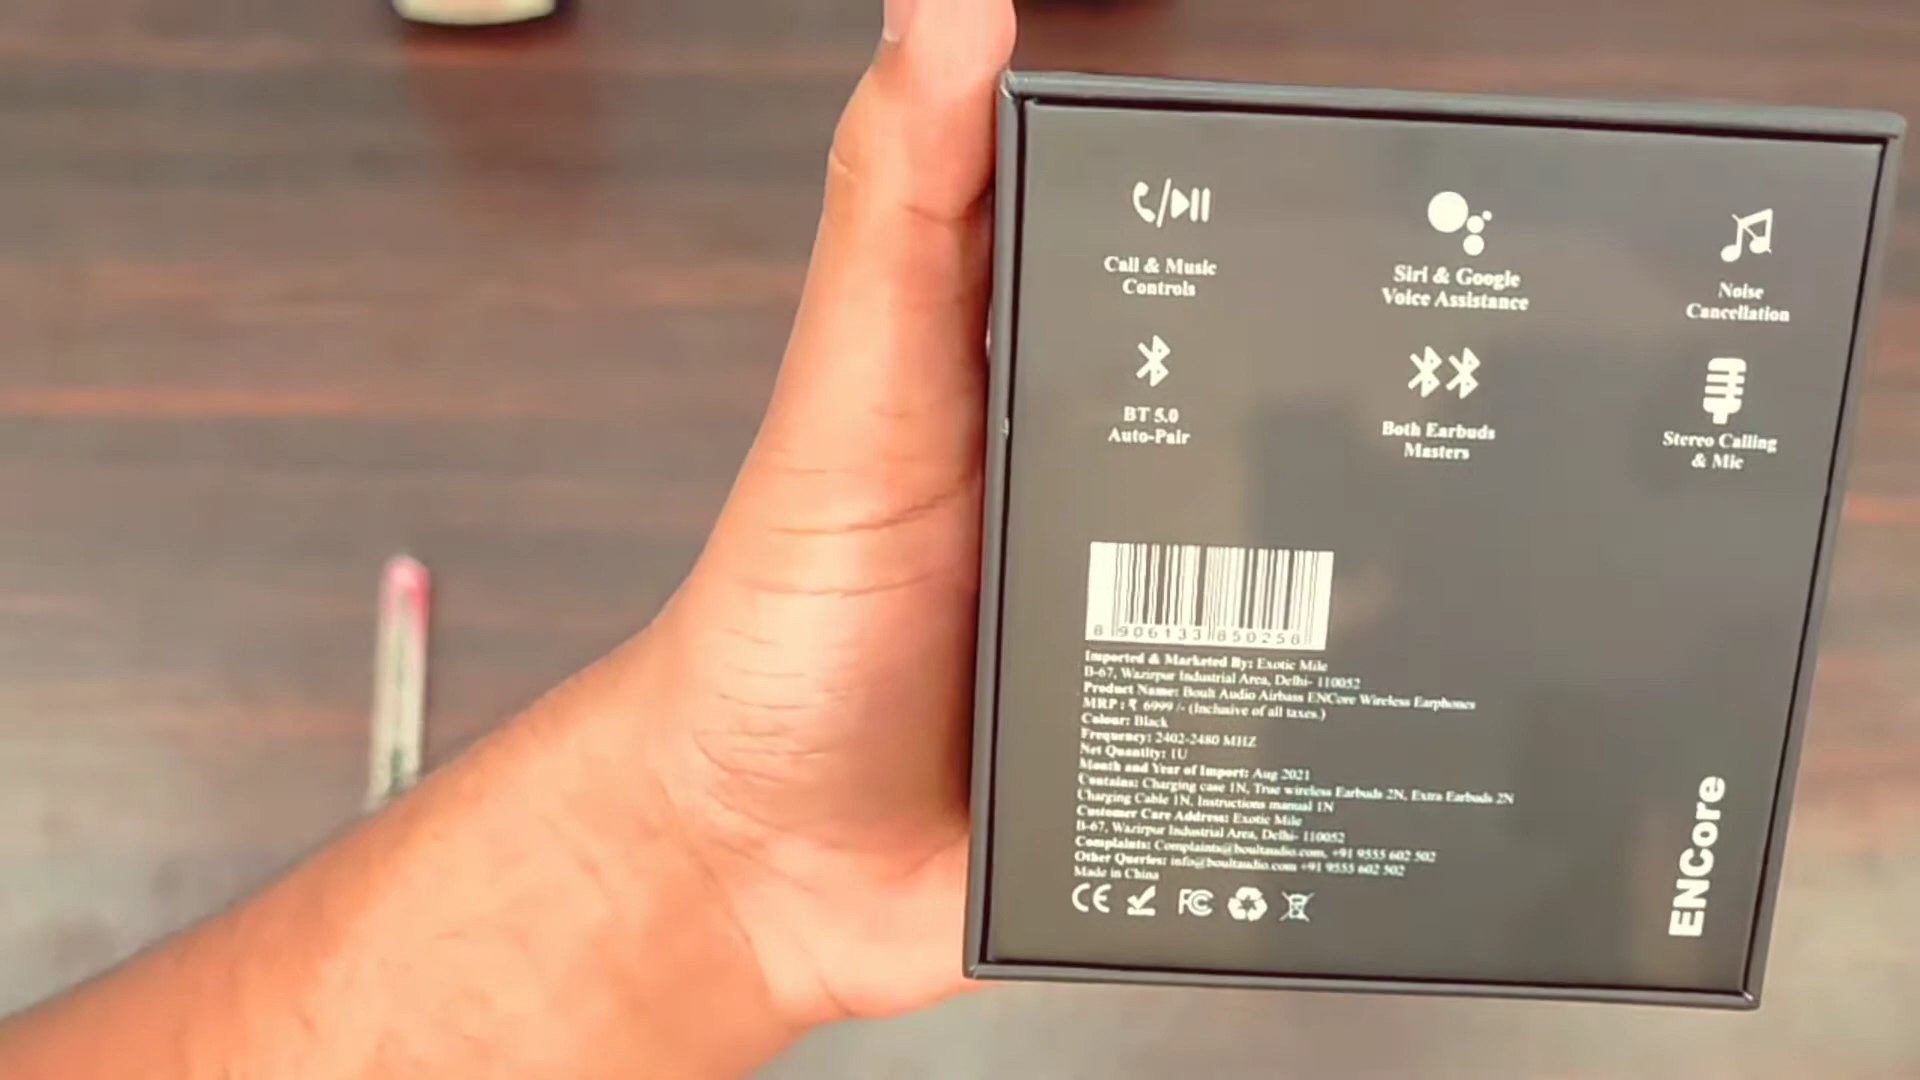 Call & Music
Controls
Siri & Google
Voice Assistance
Noise
Cancellation
BT 5.0
Auto-Pair
Both Earbuds
Masters
Stereo Calling
& Mic
8 906133 850258
Imported & Marketed By: Exotic Mile
B-67, Wazirpur Industrial Area, Delhi- 110052
Product Name: Boult Audio Airbass ENCore Wireless Earphones
MRP : ₹ 6999 /- (Inclusive of all taxes.)
Colour: Black
Frequency: 2402-2480 MHZ
Net Quantity: 1U
Month and Year of Import: Aug 2021
Contains: Charging case 1N, True wireless Earbuds 2N, Extra Earbuds 2N
Charging Cable 1N, Instructions manual 1N
Customer Care Address: Exotic Mile
B-67, Wazirpur Industrial Area, Delhi- 110052
Complaints: Complaints@boultaudio.com, +91 9555 602 502
Other Queries: info@boultaudio.com +91 9555 602 502
Made in China
CE FC
ENCore